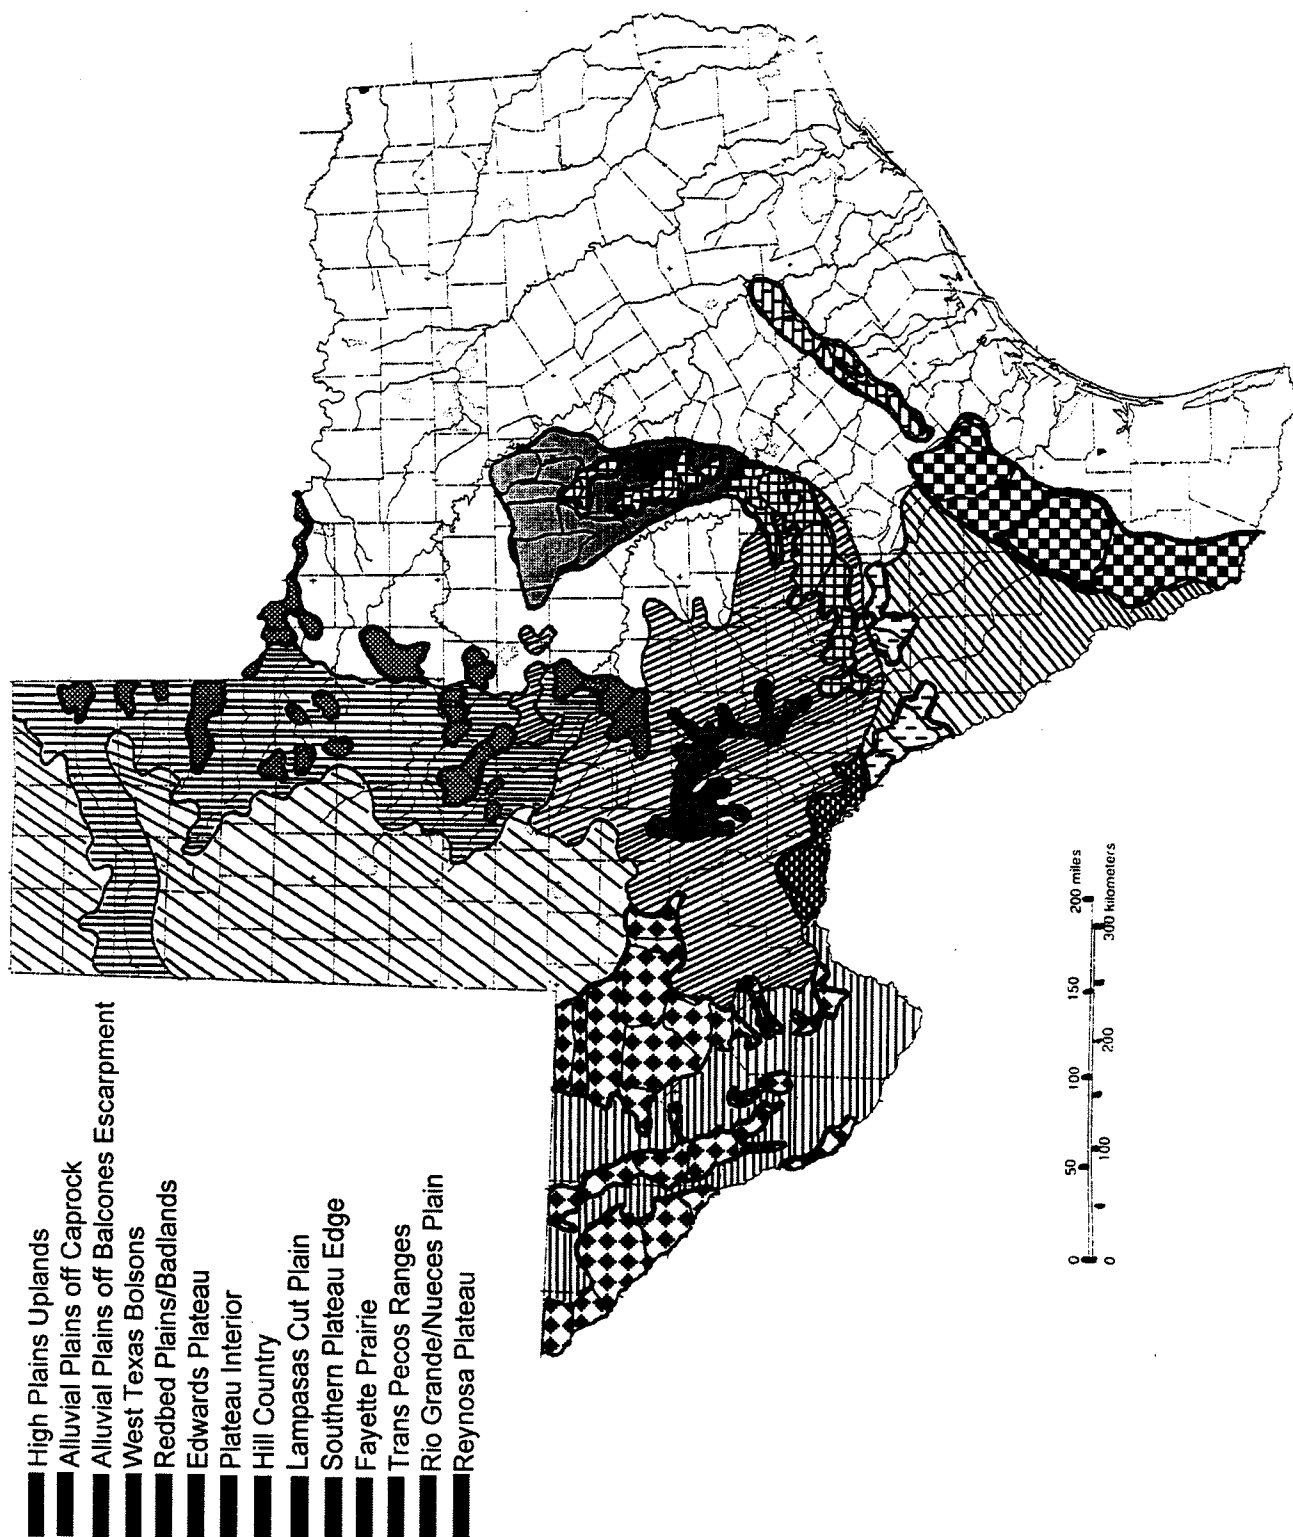 High Plains Uplands
Alluvial Plains off Caprock
Alluvial Plains off Balcones Escarpment
West Texas Bolsons
Redbed Plains/Badlands
Edwards Plateau
Plateau Interior
Hill Country
Lampasas Cut Plain
Southern Plateau Edge
Fayette Prairie
Trans Pecos Ranges
Rio Grande/Nueces Plain
Reynosa Plateau
0 50 100 150 200 miles
0 100 200 300 kilometers